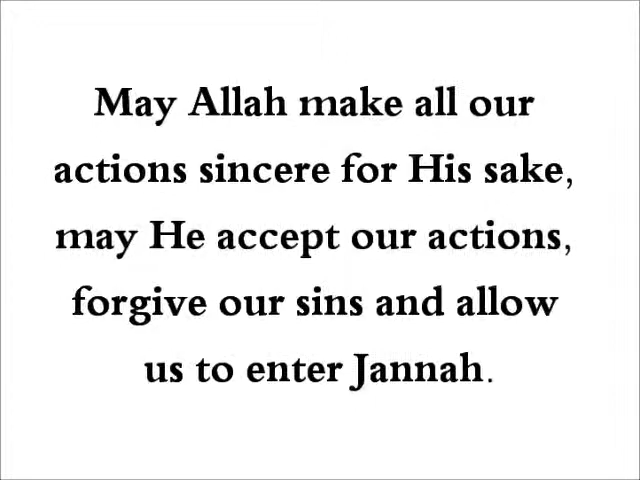 May Allah make all our
actions sincere for His sake,
may He accept our actions,
forgive our sins and allow
us to enter Jannah.